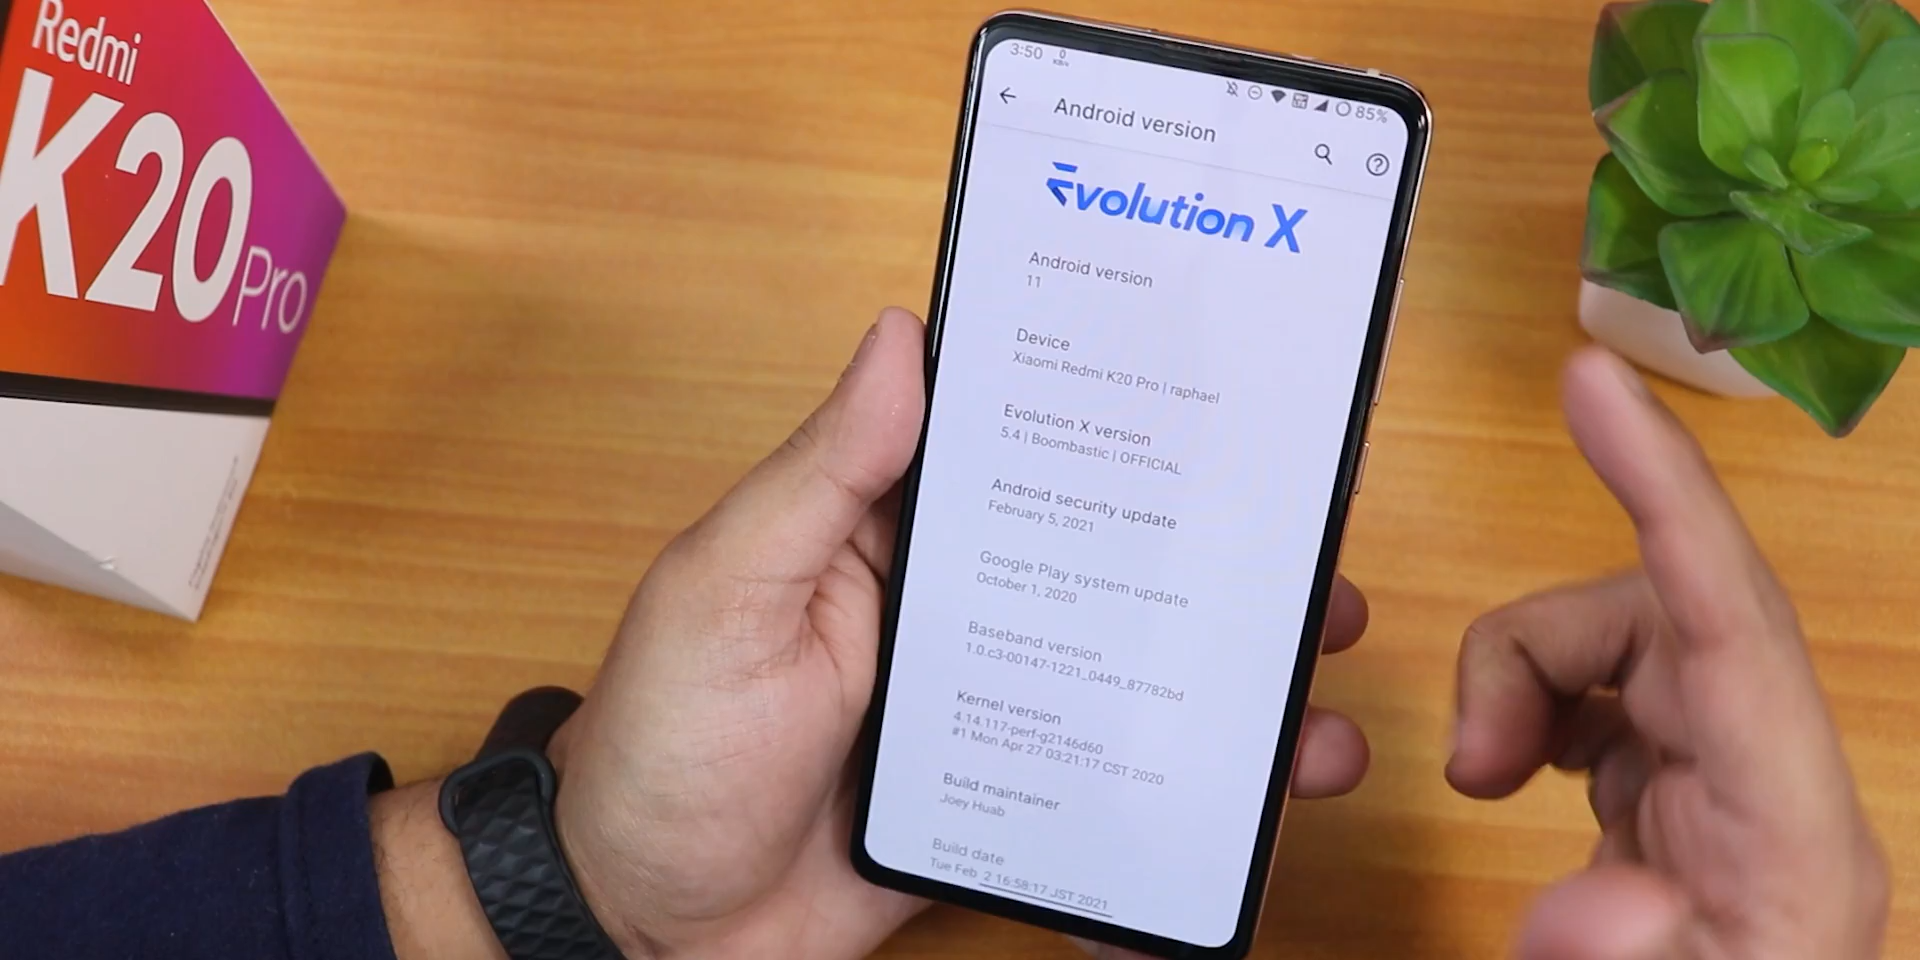 Redmi
K20 Pro
3:50
0
KB/s
85%
Android version
Evolution X
Android version
11
Device
Xiaomi Redmi K20 Pro | raphael
Evolution X version
5.4 | Boombastic | OFFICIAL
Android security update
February 5, 2021
Google Play system update
October 1, 2020
Baseband version
1.0.c3-00147-1221_0449_87782bd
Kernel version
4.14.117-perf-g2146d60
#1 Mon Apr 27 03:21:17 CST 2020
Build maintainer
Joey Huab
Build date
Tue Feb 2 16:58:17 JST 2021